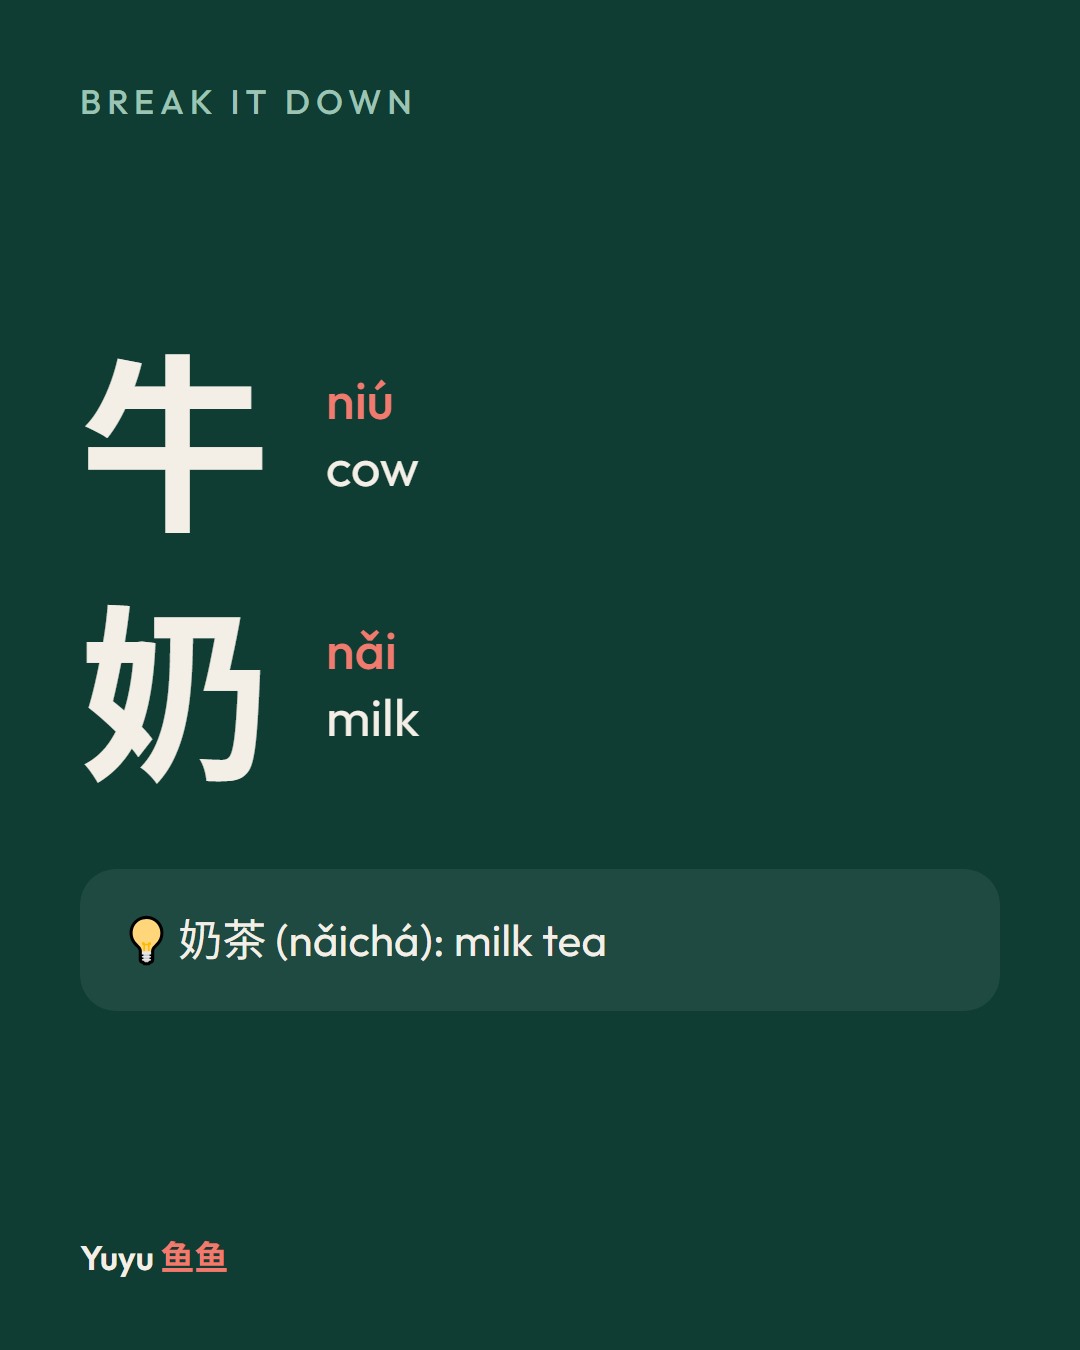 BREAK IT DOWN
牛
niú
cow
奶
nǎi
milk
💡 奶茶 (nǎichá): milk tea
Yuyu 鱼鱼